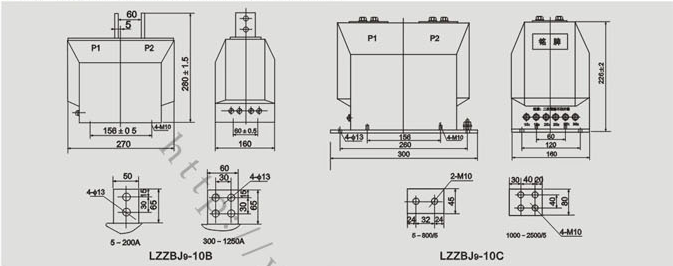 60
5
P1 P2
280±1.5
156±0.5
4-M10
270
60±0.5
160
P1 P2
4-φ13
156
4-M10
260
300
铭牌
226±2
60
120
160
50
4-φ13
15
30
65
5~200A
60
30
4-φ13
15
30
65
300~1250A
LZZBJ9-10B
2-M10
45
24 32 24
5~800/5
30 40 20
40
80
4-M10
1000~2500/5
LZZBJ9-10C
http://